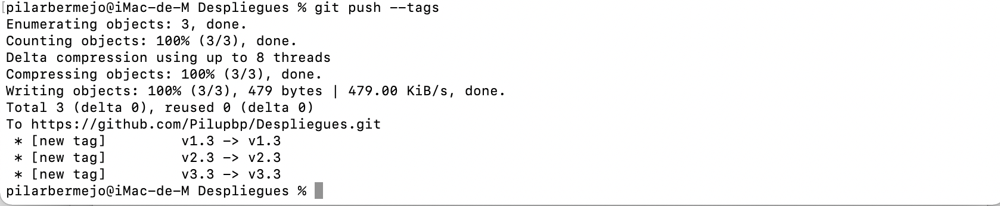 [pilarbermejo@iMac-de-M Despliegues % git push --tags
Enumerating objects: 3, done.
Counting objects: 100% (3/3), done.
Delta compression using up to 8 threads
Compressing objects: 100% (3/3), done.
Writing objects: 100% (3/3), 479 bytes | 479.00 KiB/s, done.
Total 3 (delta 0), reused 0 (delta 0)
To https://github.com/Pilupbp/Despliegues.git
 * [new tag]         v1.3 -> v1.3
 * [new tag]         v2.3 -> v2.3
 * [new tag]         v3.3 -> v3.3
pilarbermejo@iMac-de-M Despliegues %